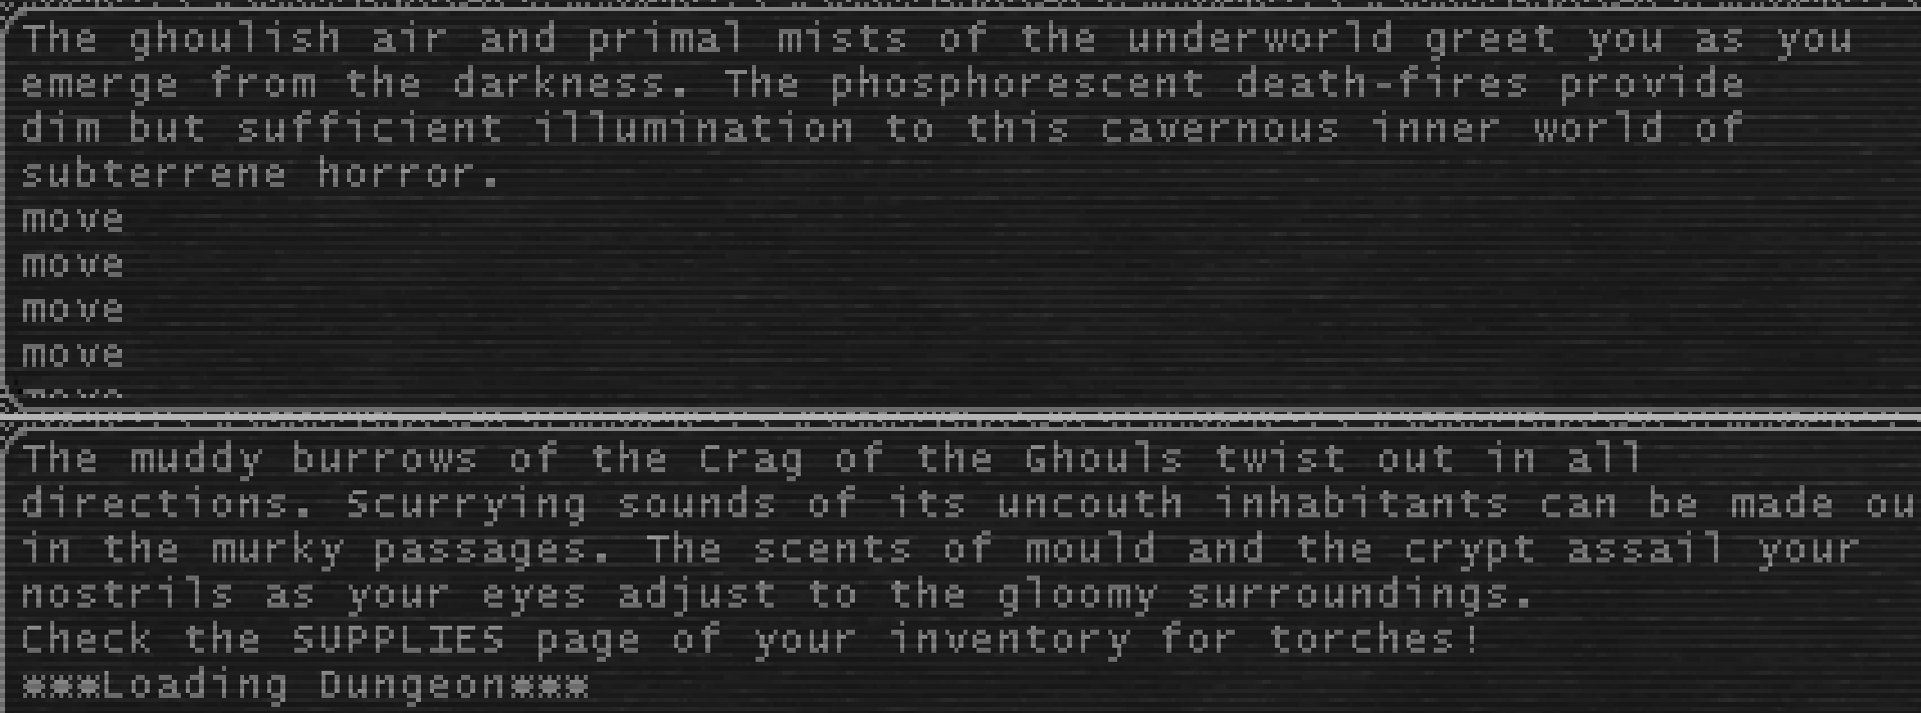 The ghoulish air and primal mists of the underworld greet you as you
emerge from the darkness. The phosphorescent death-fires provide
dim but sufficient illumination to this cavernous inner world of
subterrene horror.
move
move
move
move
The muddy burrows of the Crag of the Ghouls twist out in all
directions. Scurrying sounds of its uncouth inhabitants can be made ou
in the murky passages. The scents of mould and the crypt assail your
nostrils as your eyes adjust to the gloomy surroundings.
Check the SUPPLIES page of your inventory for torches!
***Loading Dungeon***